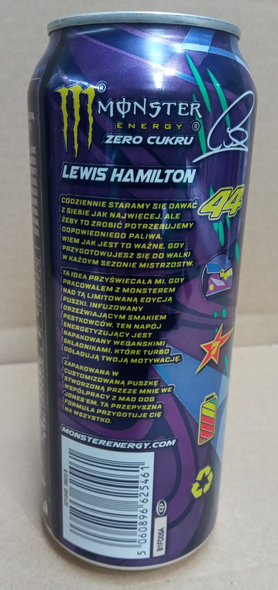 MONSTER
ENERGY ®
ZERO CUKRU
LEWIS HAMILTON
44
CODZIENNIE STARAMY SIĘ DAWAĆ
Z SIEBIE JAK NAJWIĘCEJ, ALE
ŻEBY TO ZROBIĆ POTRZEBUJEMY
ODPOWIEDNIEGO PALIWA.
WIEM JAK JEST TO WAŻNE, GDY
PRZYGOTOWUJESZ SIĘ DO WALKI
W KAŻDYM SEZONIE MISTRZOSTW.
TA IDEA PRZYŚWIECAŁA MI, GDY
PRACOWAŁEM Z MONSTEREM
NAD TĄ LIMITOWANĄ EDYCJĄ
PUSZKI. INFUZOWANY
ORZEŹWIAJĄCYM SMAKIEM
PESTKOWCÓW, TEN NAPÓJ
ENERGETYZUJĄCY JEST
NAPAKOWANY WEGAŃSKIMI
SKŁADNIKAMI, KTÓRE TURBO
DOŁADUJĄ TWOJĄ MOTYWACJĘ.
ZAPAKOWANA W
CUSTOMIZOWANĄ PUSZKĘ
STWORZONĄ PRZEZE MNIE WE
WSPÓŁPRACY Z MAD DOG
JONES'EM, TA PRZEPYSZNA
FORMUŁA PRZYGOTUJE CIĘ
NA WSZYSTKO.
MONSTERENERGY.COM
5 060896 625461